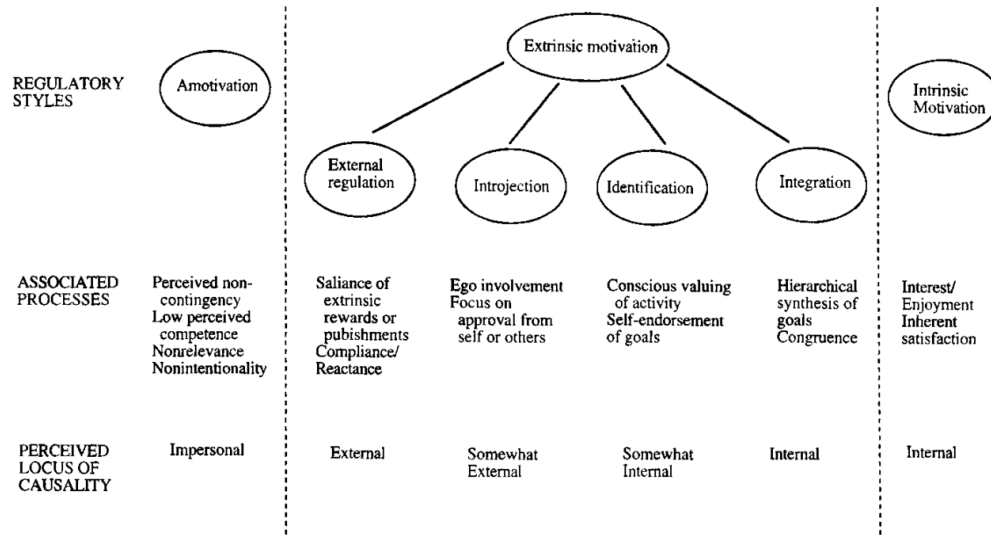 Extrinsic motivation
REGULATORY
STYLES
Amotivation
Intrinsic
Motivation
External
regulation
Introjection
Identification
Integration
ASSOCIATED
PROCESSES
Perceived non-
contingency
Low perceived
competence
Nonrelevance
Nonintentionality
Saliance of
extrinsic
rewards or
pubishments
Compliance/
Reactance
Ego involvement
Focus on
approval from
self or others
Conscious valuing
of activity
Self-endorsement
of goals
Hierarchical
synthesis of
goals
Congruence
Interest/
Enjoyment
Inherent
satisfaction
PERCEIVED
LOCUS OF
CAUSALITY
Impersonal
External
Somewhat
External
Somewhat
Internal
Internal
Internal